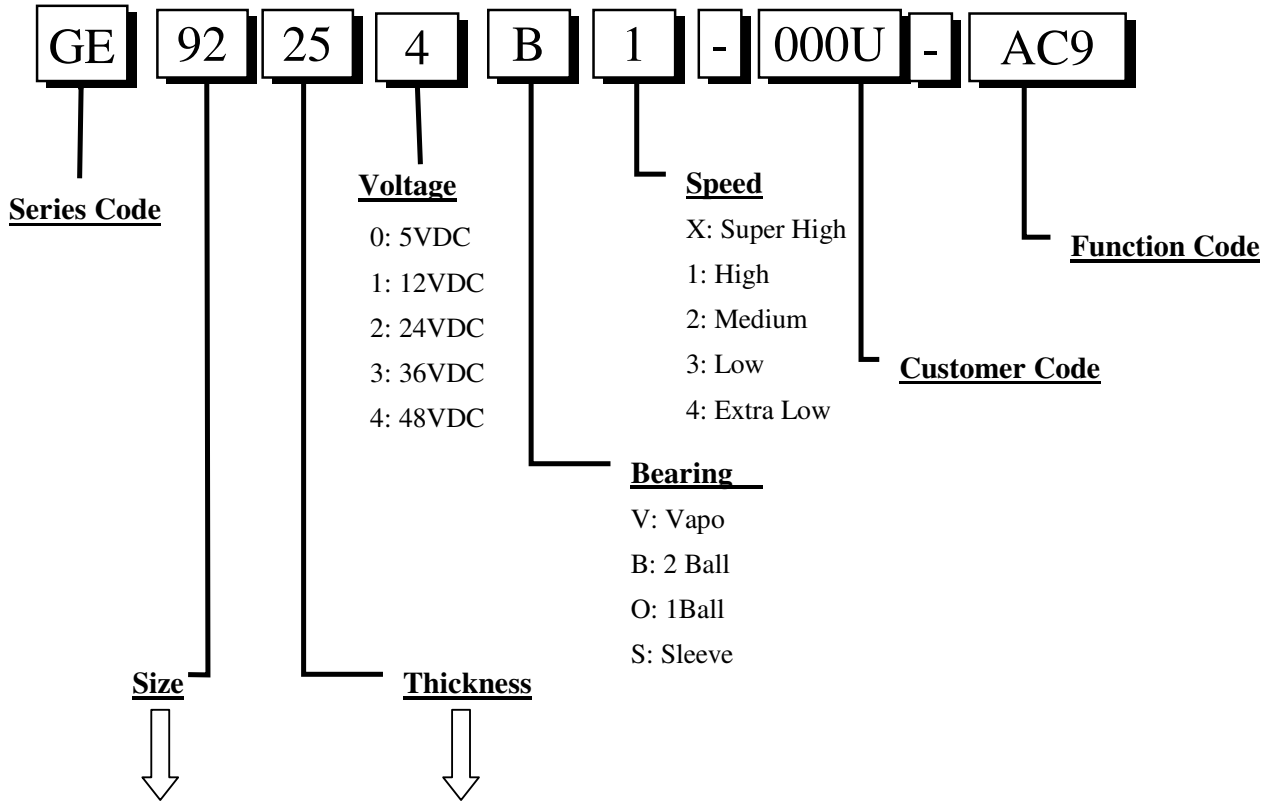 GE 92 25 4 B 1 - 000U - AC9
Series Code
Voltage
0: 5VDC
1: 12VDC
2: 24VDC
3: 36VDC
4: 48VDC
Speed
X: Super High
1: High
2: Medium
3: Low
4: Extra Low
Function Code
Customer Code
Bearing
V: Vapo
B: 2 Ball
O: 1Ball
S: Sleeve
Size
Thickness